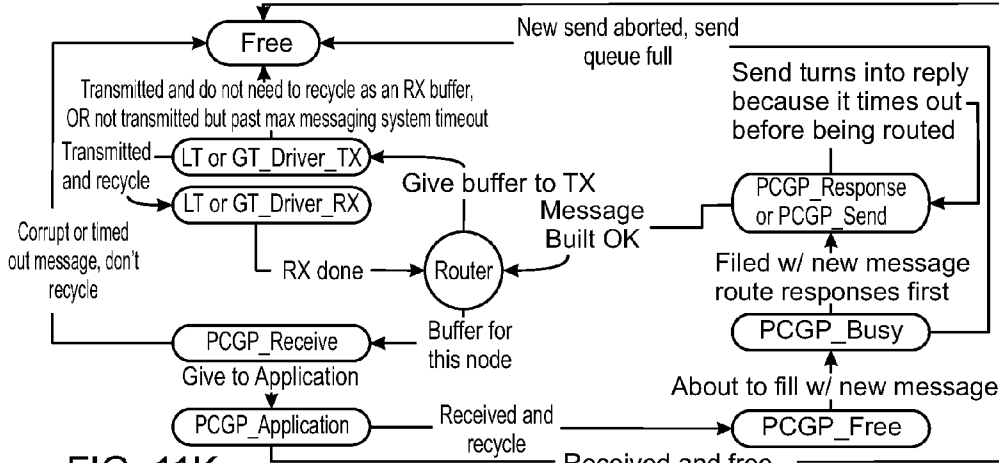 Free
New send aborted, send
queue full
Transmitted and do not need to recycle as an RX buffer,
OR not transmitted but past max messaging system timeout
Send turns into reply
because it times out
before being routed
Transmitted
and recycle
LT or GT_Driver_TX
LT or GT_Driver_RX
Give buffer to TX
Message
Built OK
PCGP_Response
or PCGP_Send
Corrupt or timed
out message, don't
recycle
RX done
Router
Filed w/ new message
route responses first
PCGP_Receive
Buffer for
this node
PCGP_Busy
Give to Application
About to fill w/ new message
PCGP_Application
Received and
recycle
PCGP_Free
FIG. 11K
Received and free